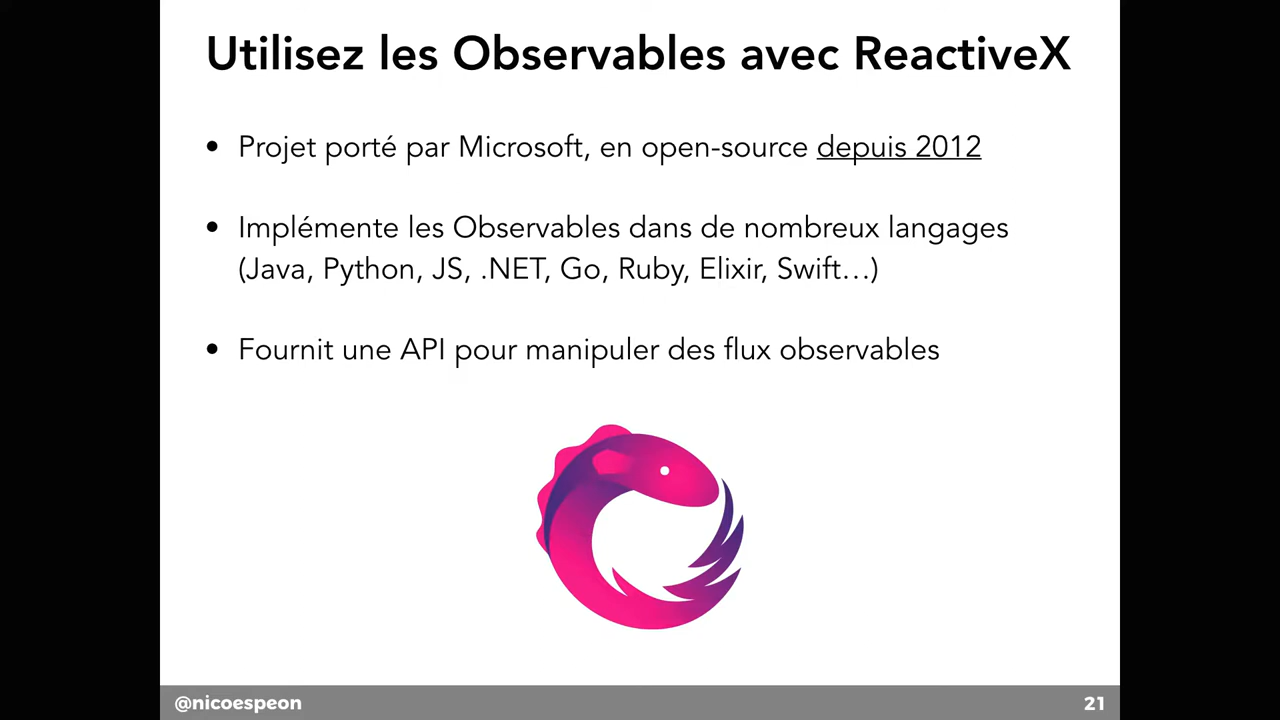 Utilisez les Observables avec ReactiveX
• Projet porté par Microsoft, en open-source depuis 2012
• Implémente les Observables dans de nombreux langages
(Java, Python, JS, .NET, Go, Ruby, Elixir, Swift…)
• Fournit une API pour manipuler des flux observables
@nicoespeon
21